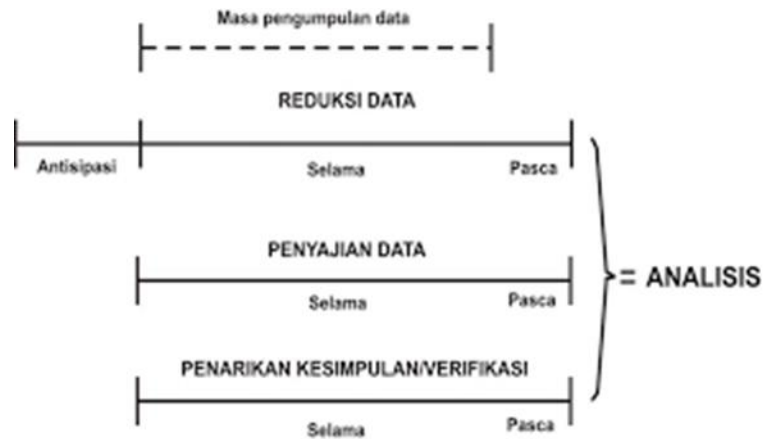 Masa pengumpulan data
REDUKSI DATA
Antisipasi Selama Pasca
PENYAJIAN DATA
= ANALISIS
Selama Pasca
PENARIKAN KESIMPULAN/VERIFIKASI
Selama Pasca